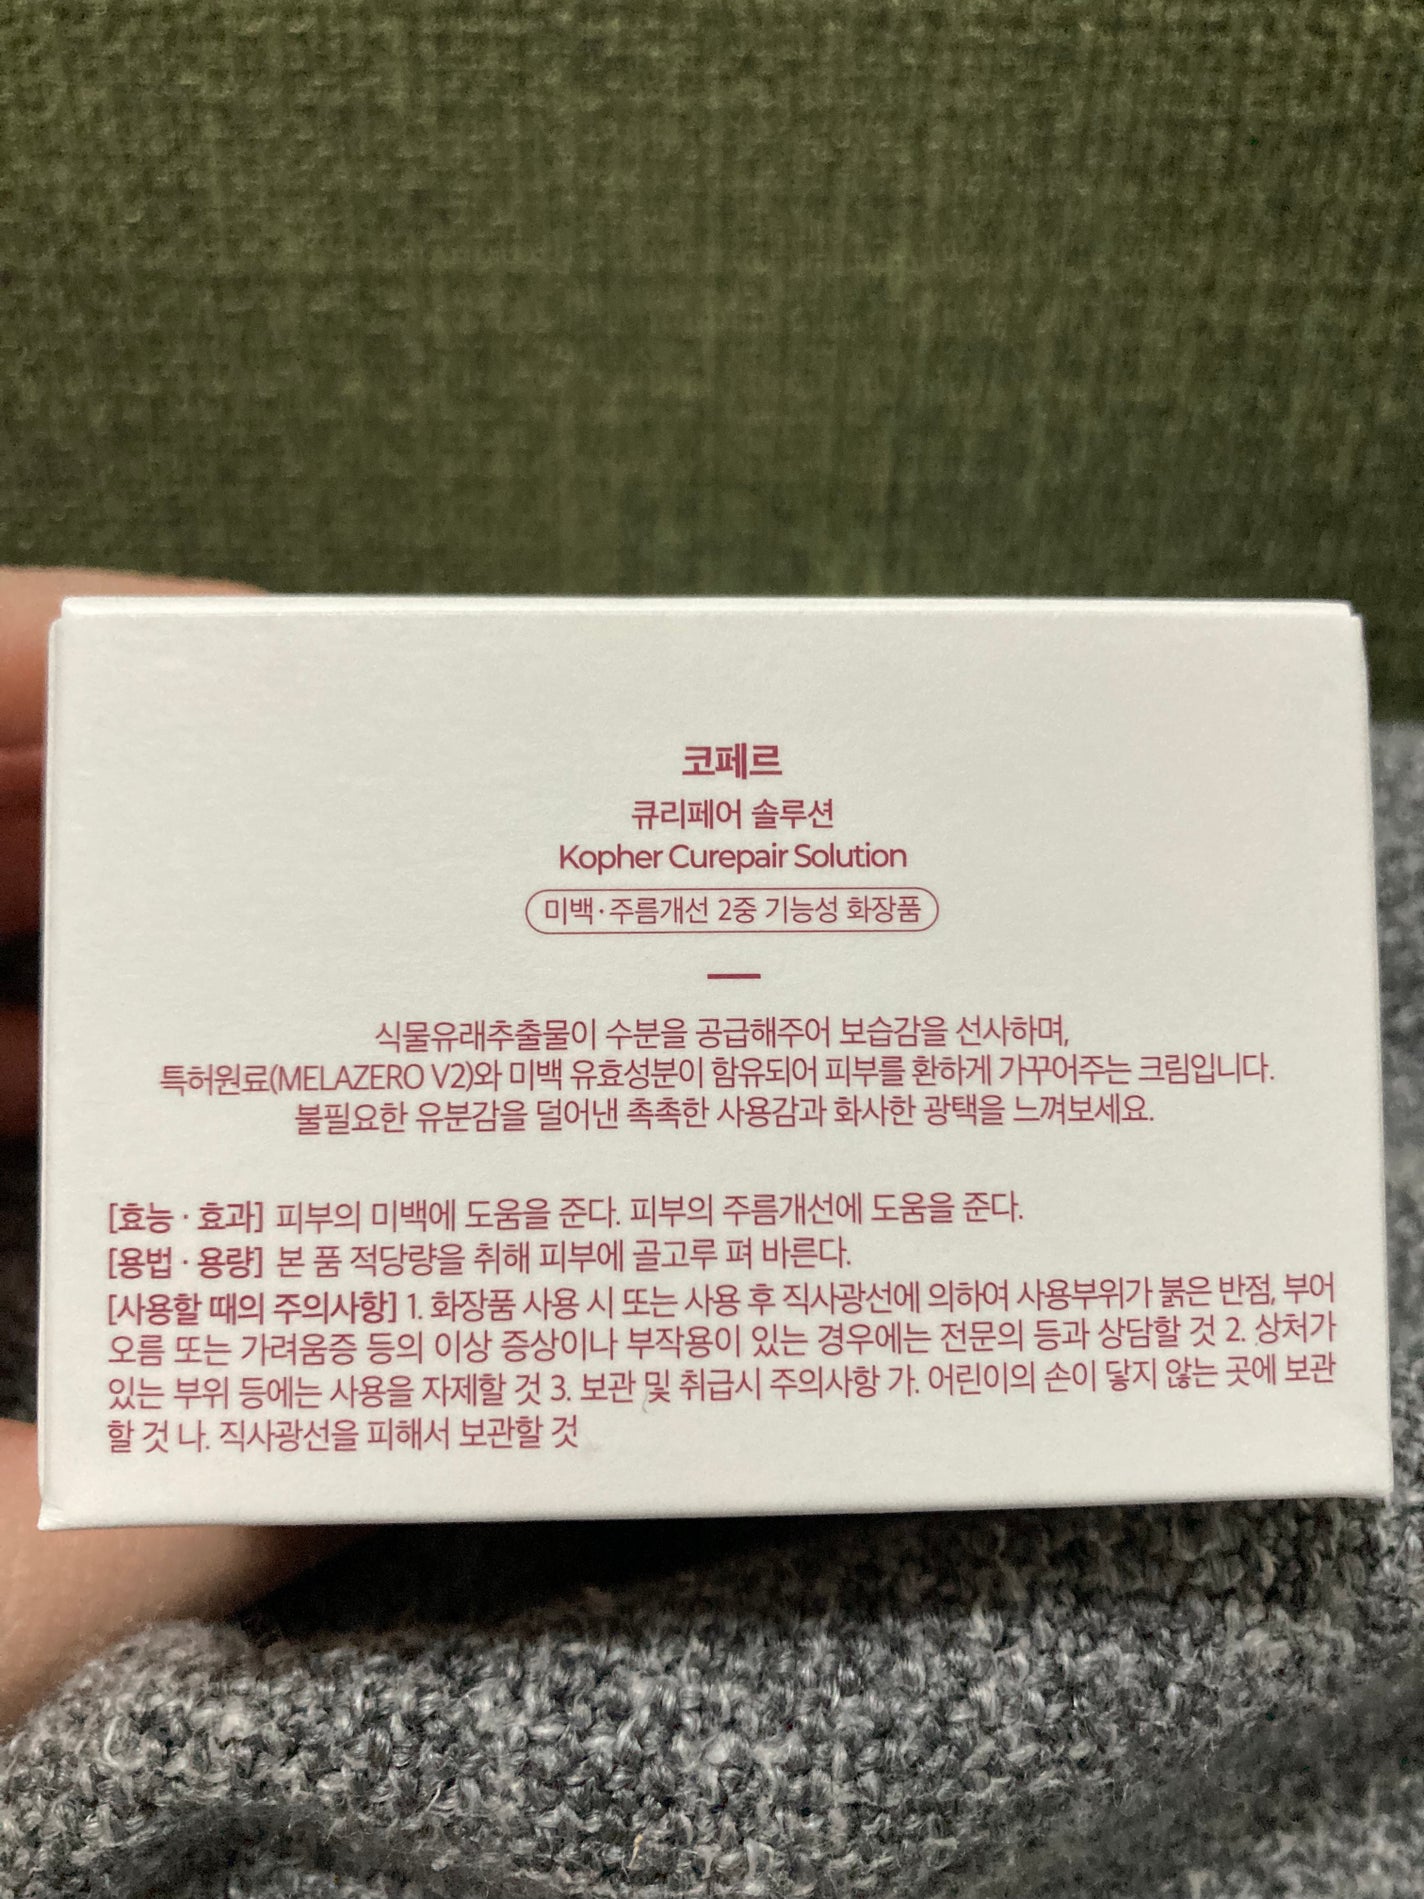 코페르
큐리페어 솔루션
Kopher Curepair Solution
미백·주름개선 2중 기능성 화장품
식물유래추출물이 수분을 공급해주어 보습감을 선사하며,
특허원료(MELAZERO V2)와 미백 유효성분이 함유되어 피부를 환하게 가꾸어주는 크림입니다.
불필요한 유분감을 덜어낸 촉촉한 사용감과 화사한 광택을 느껴보세요.
[효능·효과] 피부의 미백에 도움을 준다. 피부의 주름개선에 도움을 준다.
[용법·용량] 본 품 적당량을 취해 피부에 골고루 펴 바른다.
[사용할 때의 주의사항] 1. 화장품 사용 시 또는 사용 후 직사광선에 의하여 사용부위가 붉은 반점, 부어
오름 또는 가려움증 등의 이상 증상이나 부작용이 있는 경우에는 전문의 등과 상담할 것 2. 상처가
있는 부위 등에는 사용을 자제할 것 3. 보관 및 취급시 주의사항 가. 어린이의 손이 닿지 않는 곳에 보관
할 것 나. 직사광선을 피해서 보관할 것